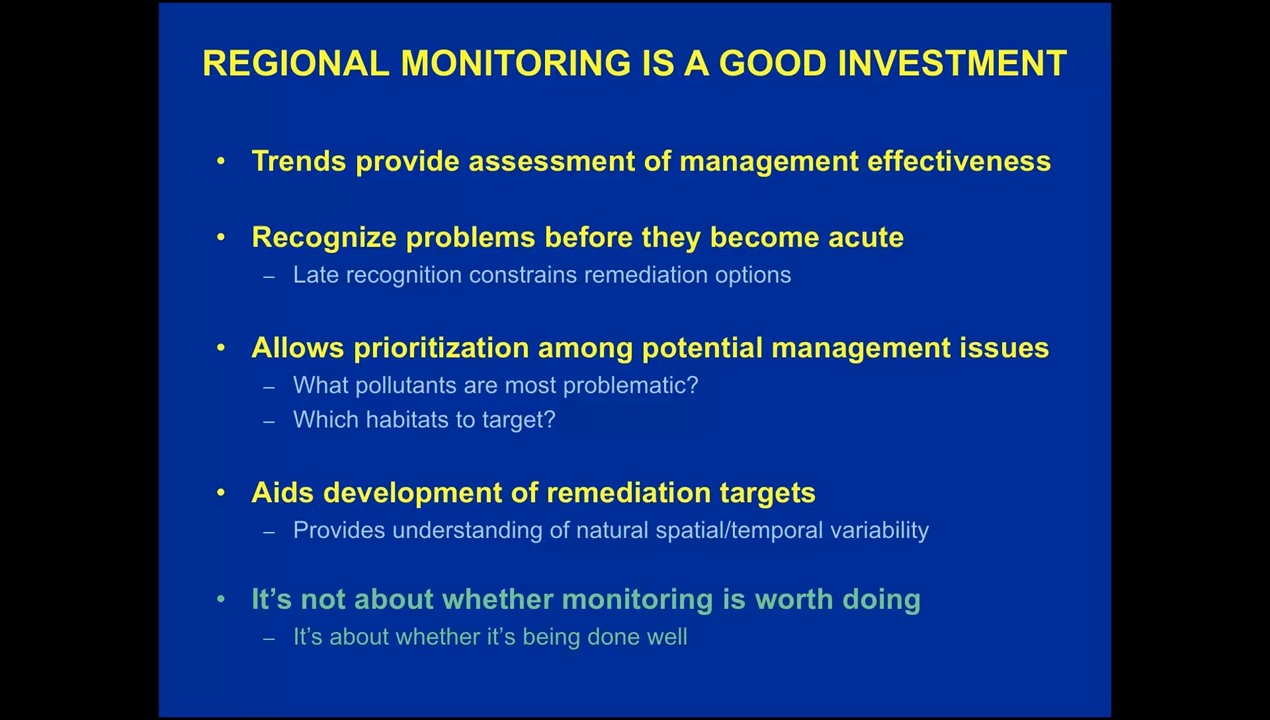 REGIONAL MONITORING IS A GOOD INVESTMENT
• Trends provide assessment of management effectiveness
• Recognize problems before they become acute
– Late recognition constrains remediation options
• Allows prioritization among potential management issues
– What pollutants are most problematic?
– Which habitats to target?
• Aids development of remediation targets
– Provides understanding of natural spatial/temporal variability
• It’s not about whether monitoring is worth doing
– It’s about whether it’s being done well